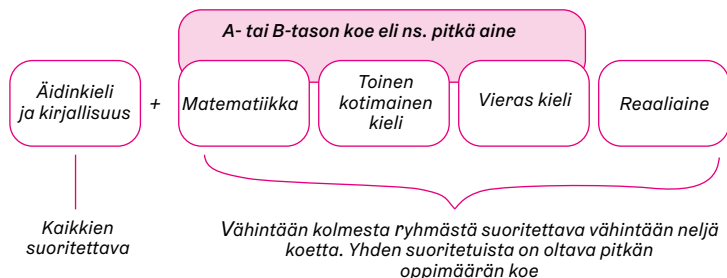 A- tai B-tason koe eli ns. pitkä aine
Äidinkieli
ja kirjallisuus
+
Matematiikka
Toinen
kotimainen
kieli
Vieras kieli
Reaaliaine
Kaikkien
suoritettava
Vähintään kolmesta ryhmästä suoritettava vähintään neljä
koetta. Yhden suoritetuista on oltava pitkän
oppimäärän koe